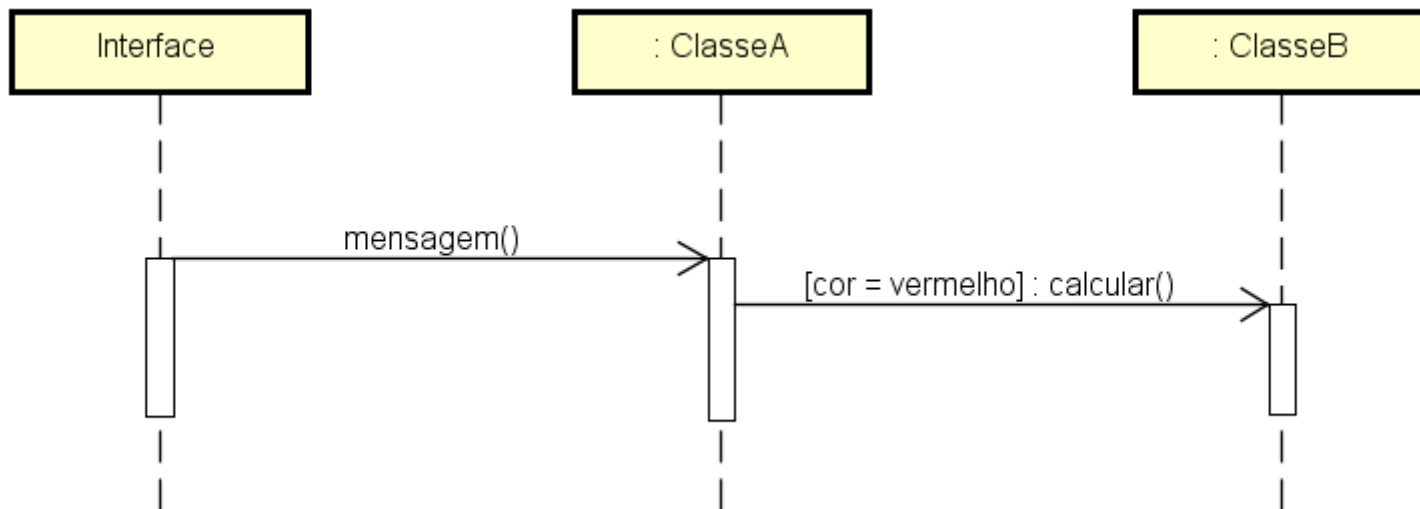 Interface
: ClasseA
: ClasseB
mensagem()
[cor = vermelho] : calcular()